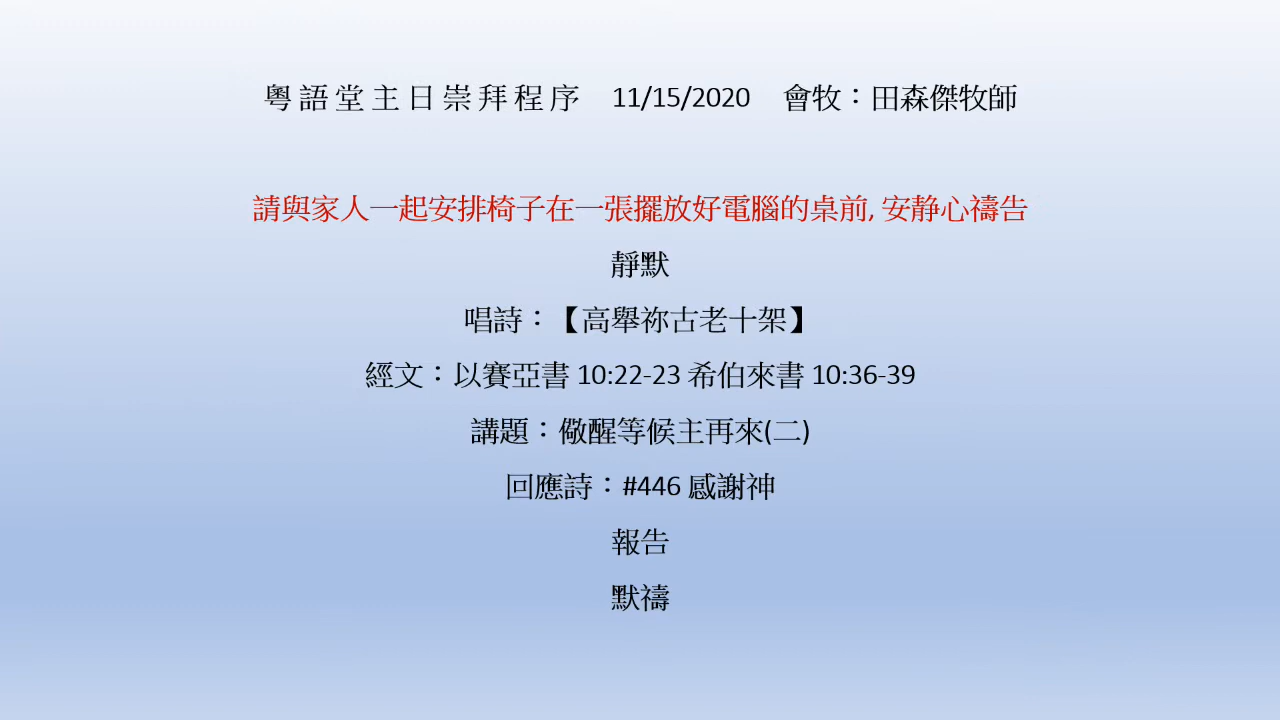 粵語堂主日崇拜程序 11/15/2020 會牧：田森傑牧師
請與家人一起安排椅子在一張擺放好電腦的桌前, 安靜心禱告
靜默
唱詩：【高舉祢古老十架】
經文：以賽亞書 10:22-23 希伯來書 10:36-39
講題：儆醒等候主再來(二)
回應詩：#446 感謝神
報告
默禱